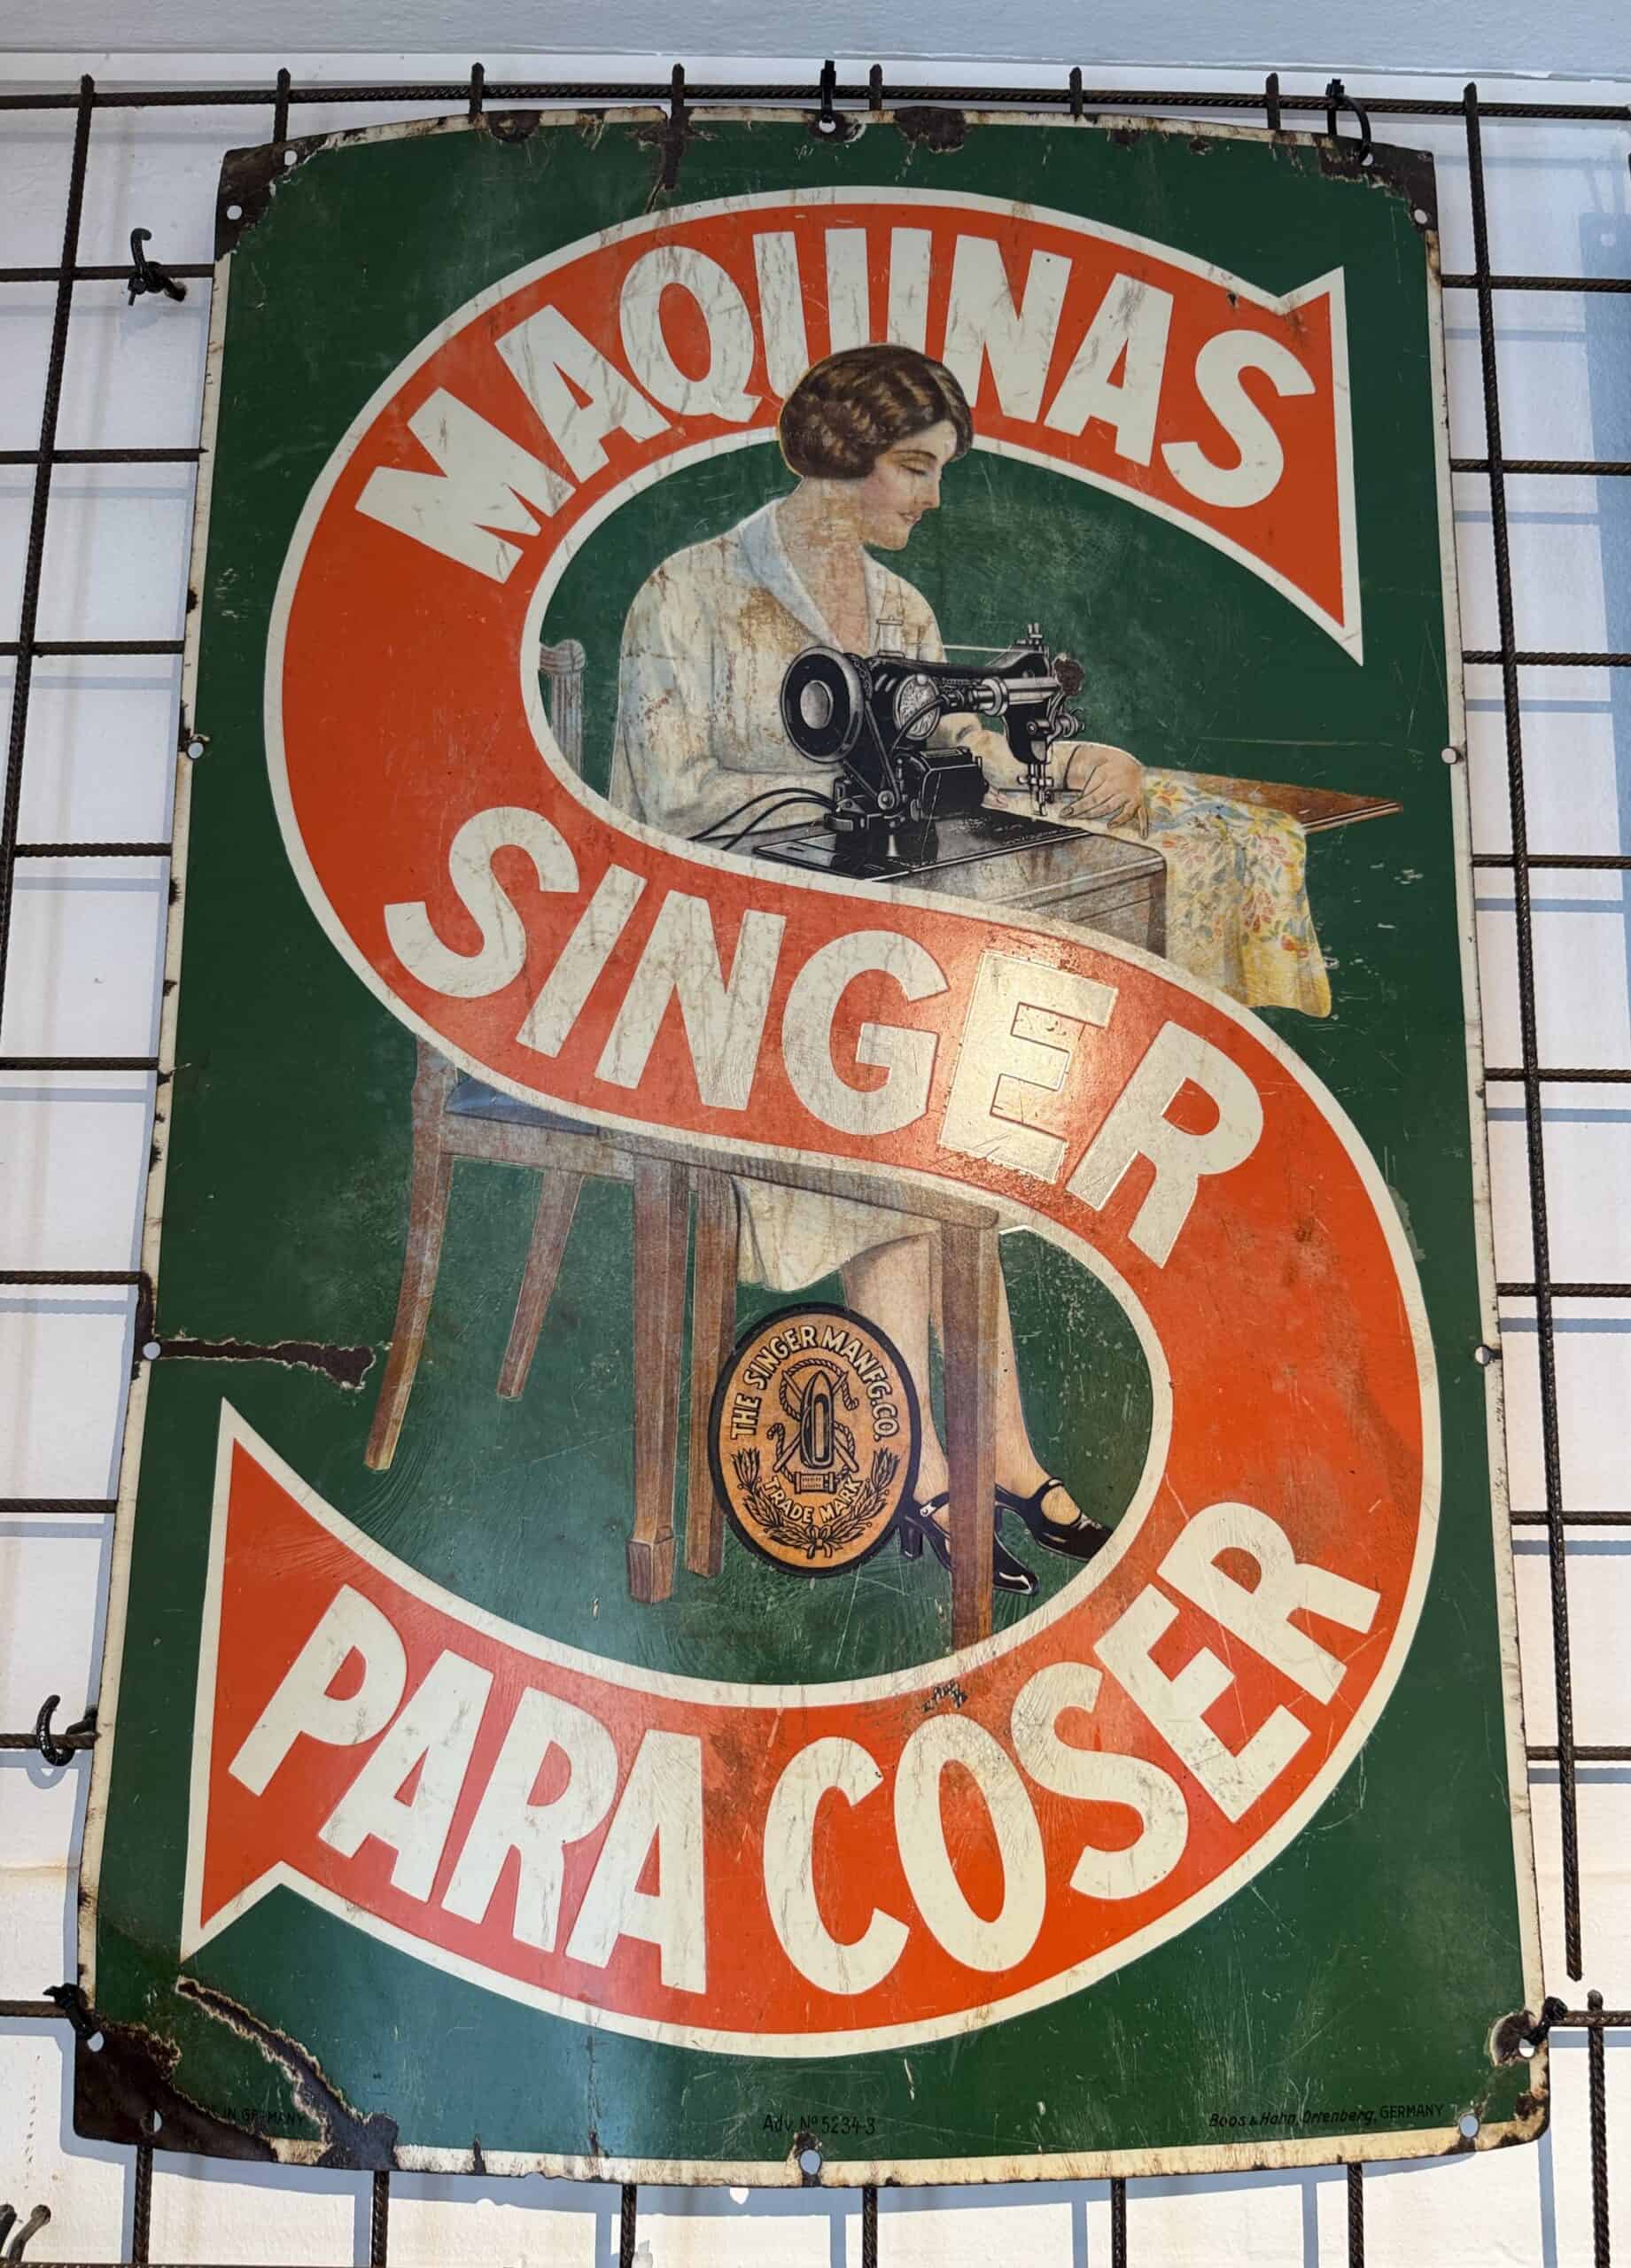 MAQUINAS
SINGER
THE SINGER MANFG. CO.
TRADE MARK
PARA COSER
IN GERMANY
Adv. Nº 5234-3
Boos & Hahn, Ortenberg, GERMANY